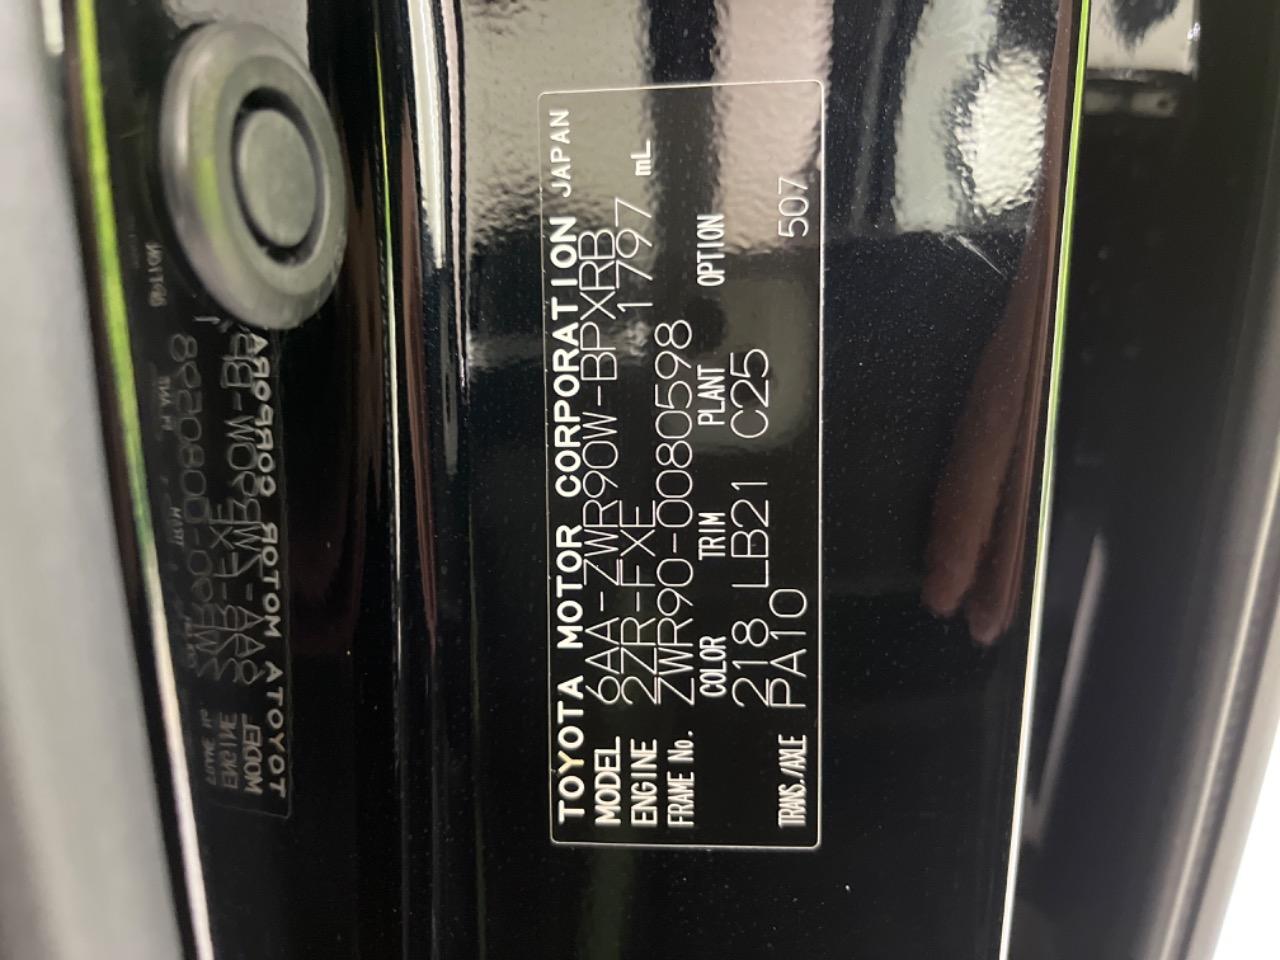 TOYOTA MOTOR CORPORATION JAPAN
MODEL 6AA-ZWR90W-BPXRB
ENGINE 2ZR-FXE 1797 mL
FRAME No. ZWR90-0080598
COLOR TRIM PLANT OPTION
218 LB21 C25
TRANS./AXLE PA10 507